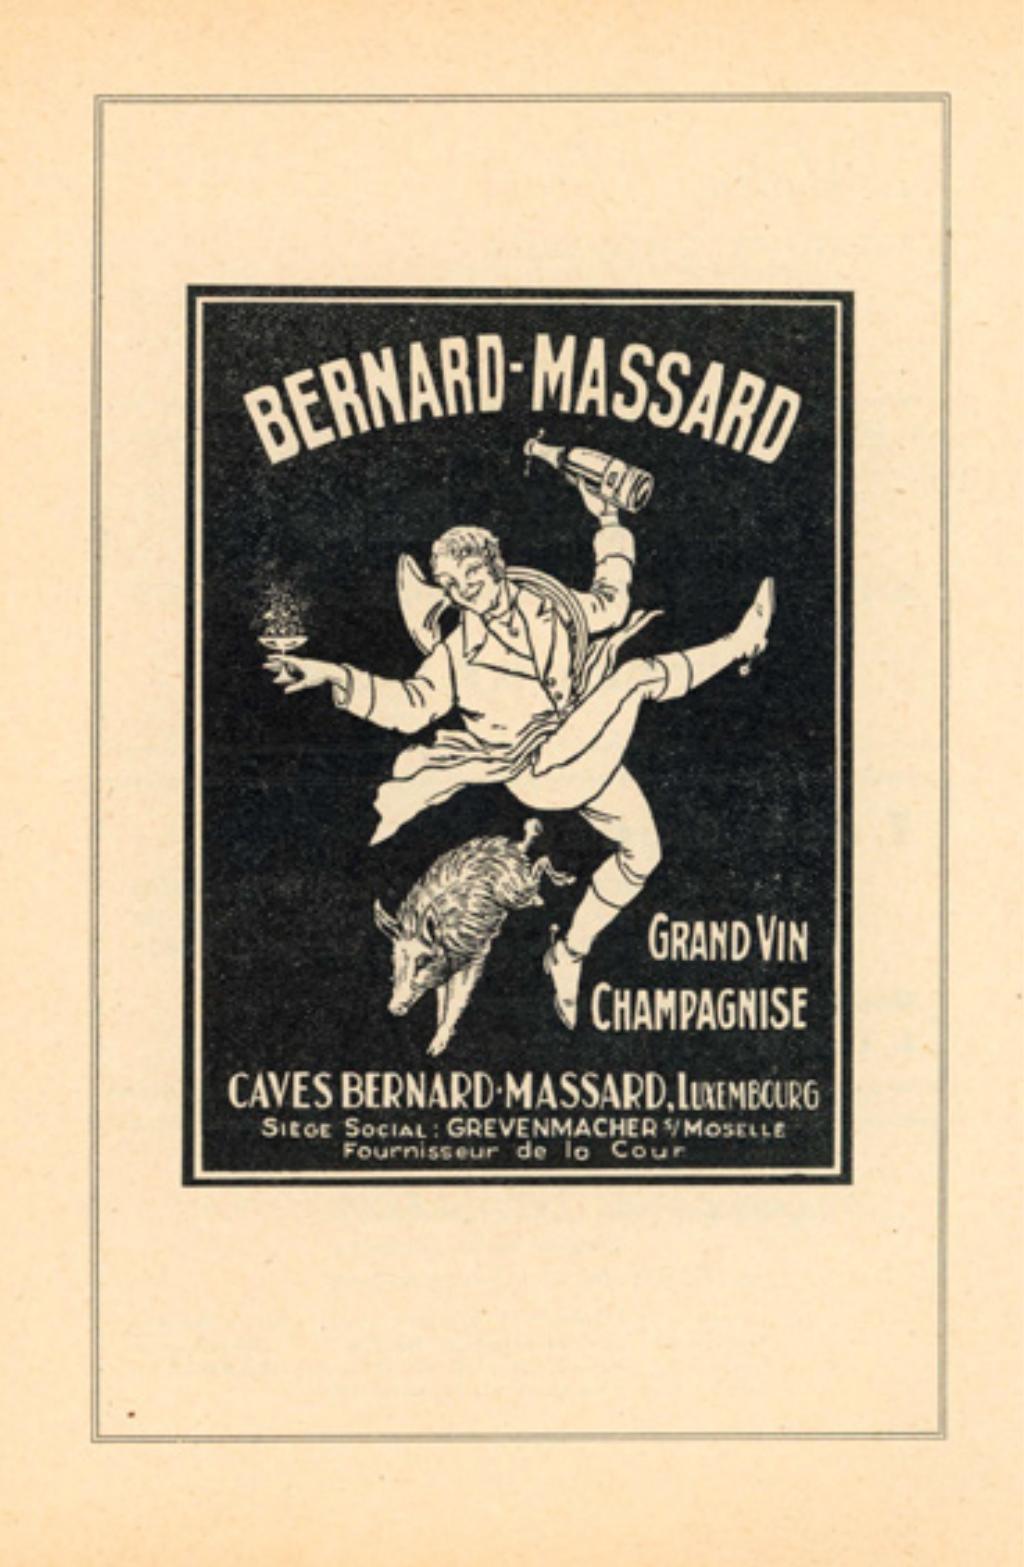 BERNARD-MASSARD
GRAND VIN
CHAMPAGNISE
CAVES BERNARD-MASSARD, LUXEMBOURG
SIEGE SOCIAL: GREVENMACHER S/MOSELLE
Fournisseur de la Cour